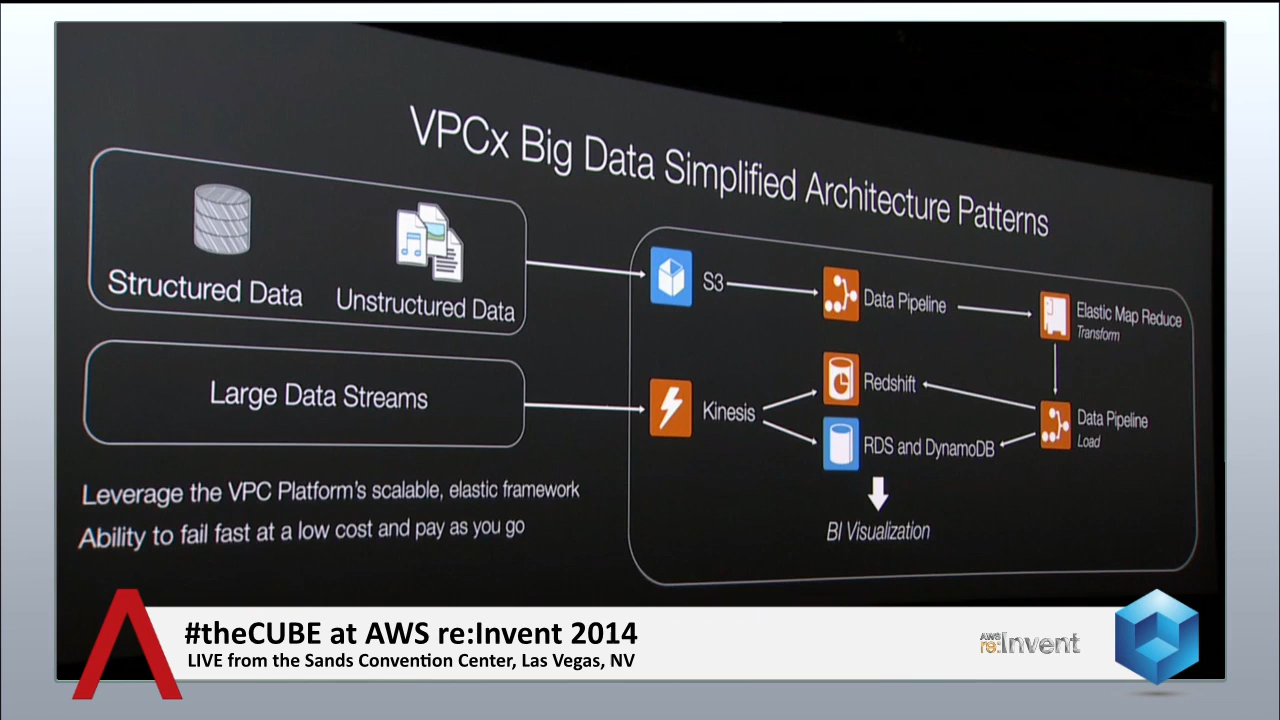 VPCx Big Data Simplified Architecture Patterns
Structured Data
Unstructured Data
Large Data Streams
S3
Data Pipeline
Elastic Map Reduce
Transform
Kinesis
Redshift
RDS and DynamoDB
Data Pipeline
Load
BI Visualization
Leverage the VPC Platform's scalable, elastic framework
Ability to fail fast at a low cost and pay as you go
#theCUBE at AWS re:Invent 2014
LIVE from the Sands Convention Center, Las Vegas, NV
AWS
re:Invent